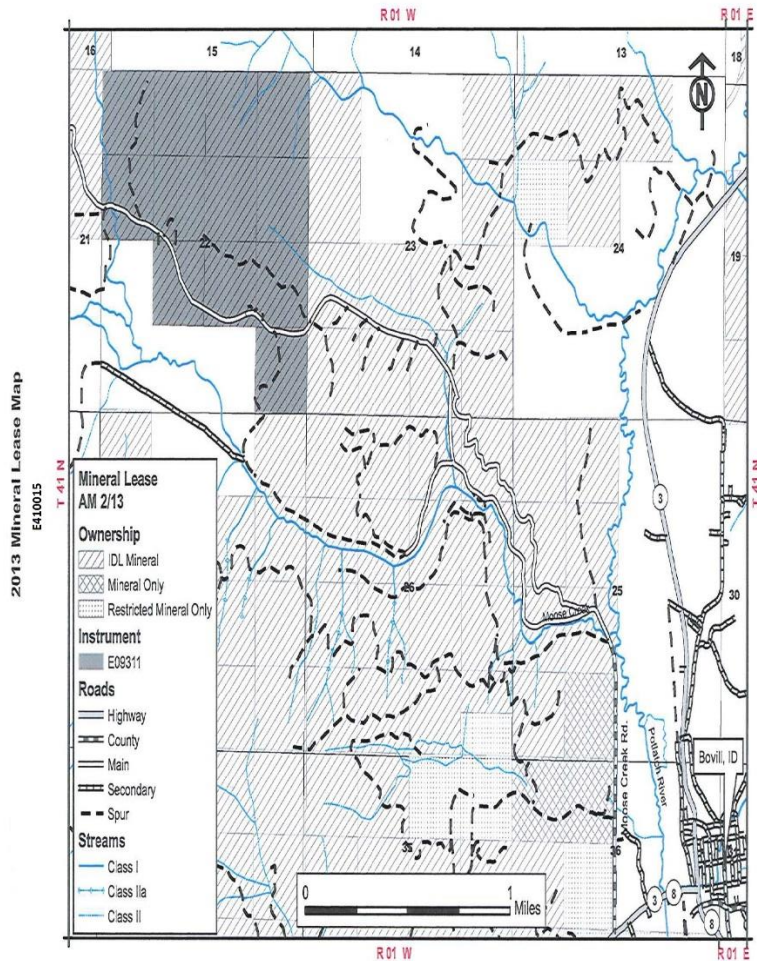 R 01 W
R 01 E
16
15
14
13
18
N
21
22
23
24
19
2013 Mineral Lease Map
E410015
T 41 N
T 41 N
3
Mineral Lease
AM 2/13
Ownership
IDL Mineral
Mineral Only
Restricted Mineral Only
Instrument
E09311
Roads
Highway
County
Main
Secondary
Spur
Streams
Class I
Class IIa
Class II
26
25
30
Moose Creek
Moose Creek Rd.
Potlatch River
Bovill, ID
35
36
0
1
Miles
3
8
8
R 01 W
R 01 E